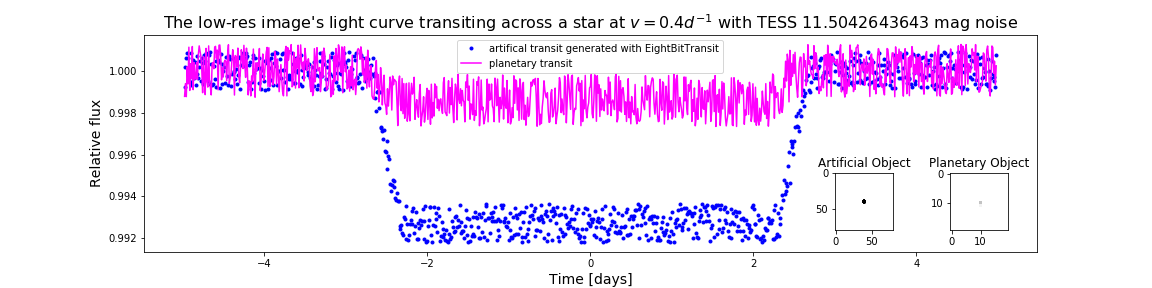 The low-res image's light curve transiting across a star at v = 0.4d⁻¹ with TESS 11.5042643643 mag noise
artifical transit generated with EightBitTransit
planetary transit
Relative flux
1.000
0.998
0.996
0.994
0.992
Artificial Object
Planetary Object
0
50
0
50
0
10
0
10
−4
−2
0
2
4
Time [days]